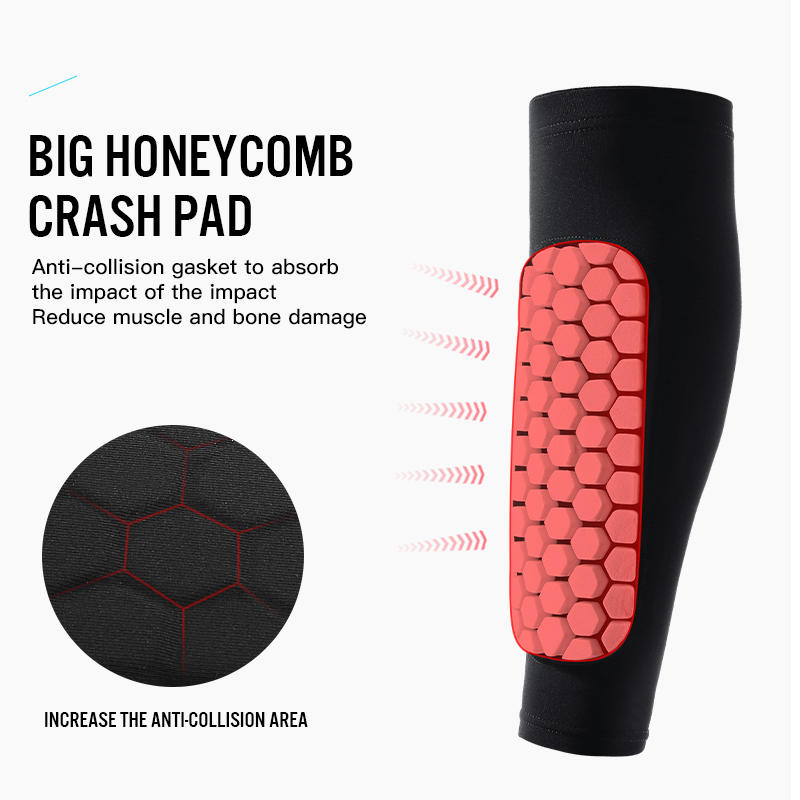 BIG HONEYCOMB
CRASH PAD
Anti-collision gasket to absorb
the impact of the impact
Reduce muscle and bone damage
INCREASE THE ANTI-COLLISION AREA